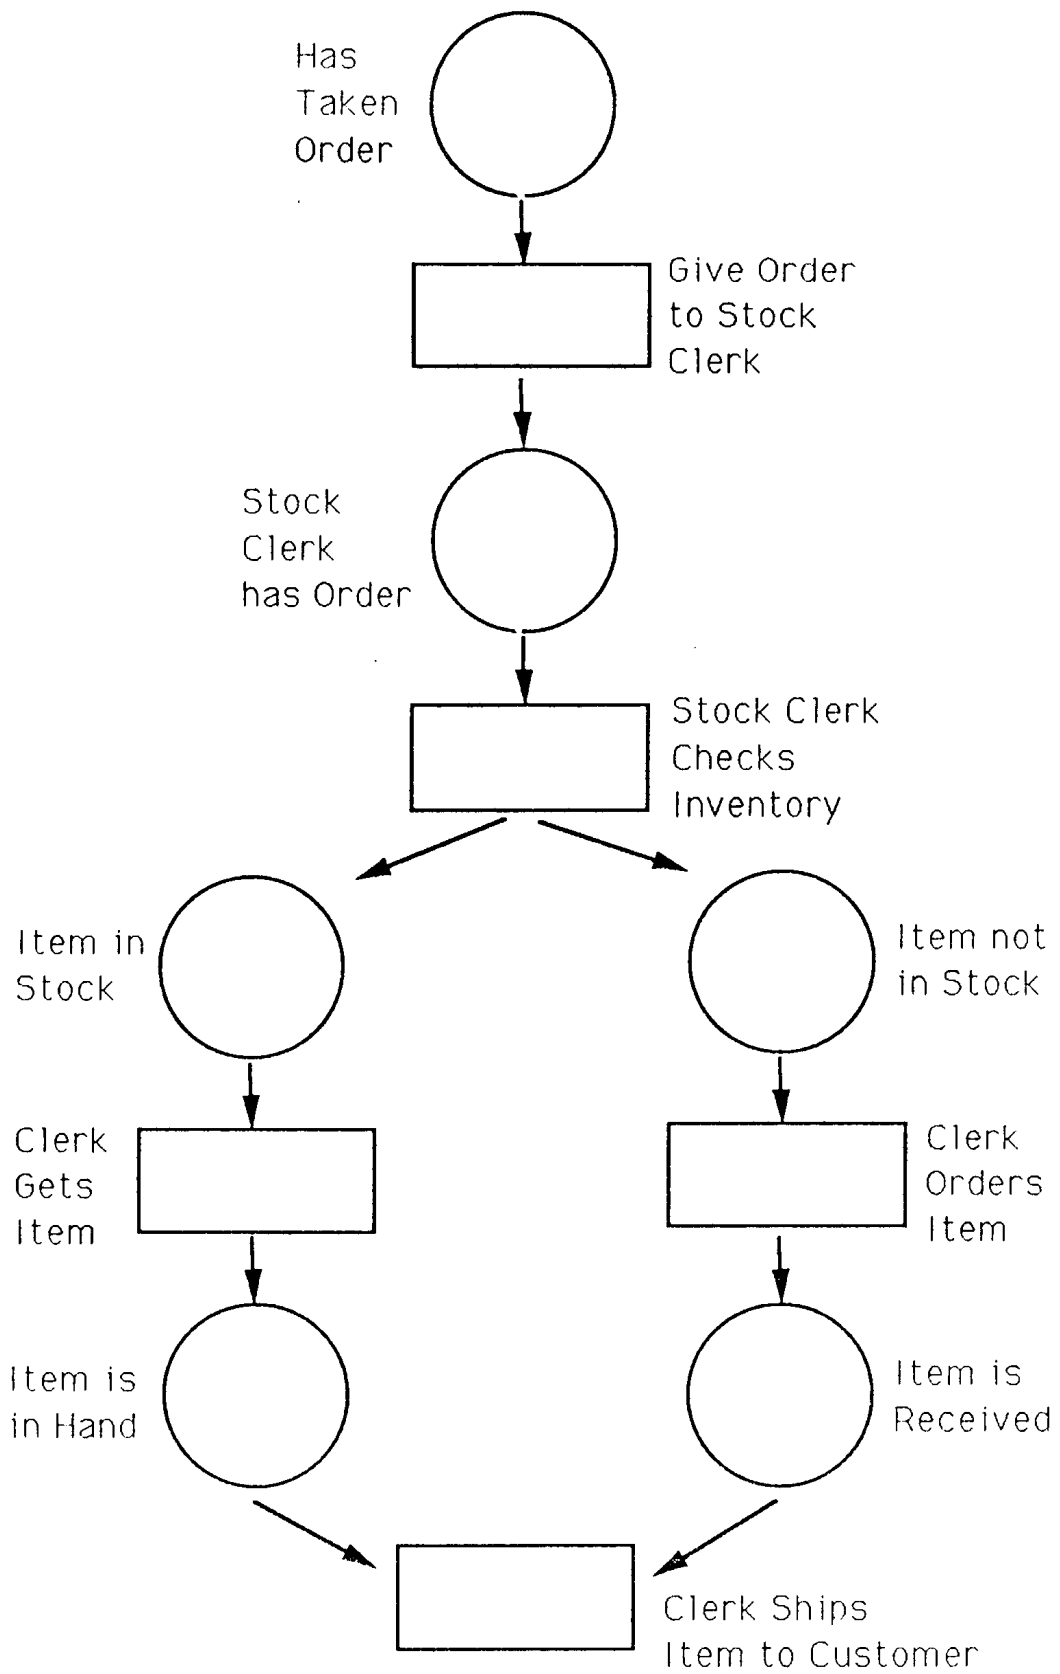 Has
Taken
Order
Give Order
to Stock
Clerk
Stock
Clerk
has Order
Stock Clerk
Checks
Inventory
Item in
Stock
Item not
in Stock
Clerk
Gets
Item
Clerk
Orders
Item
Item is
in Hand
Item is
Received
Clerk Ships
Item to Customer